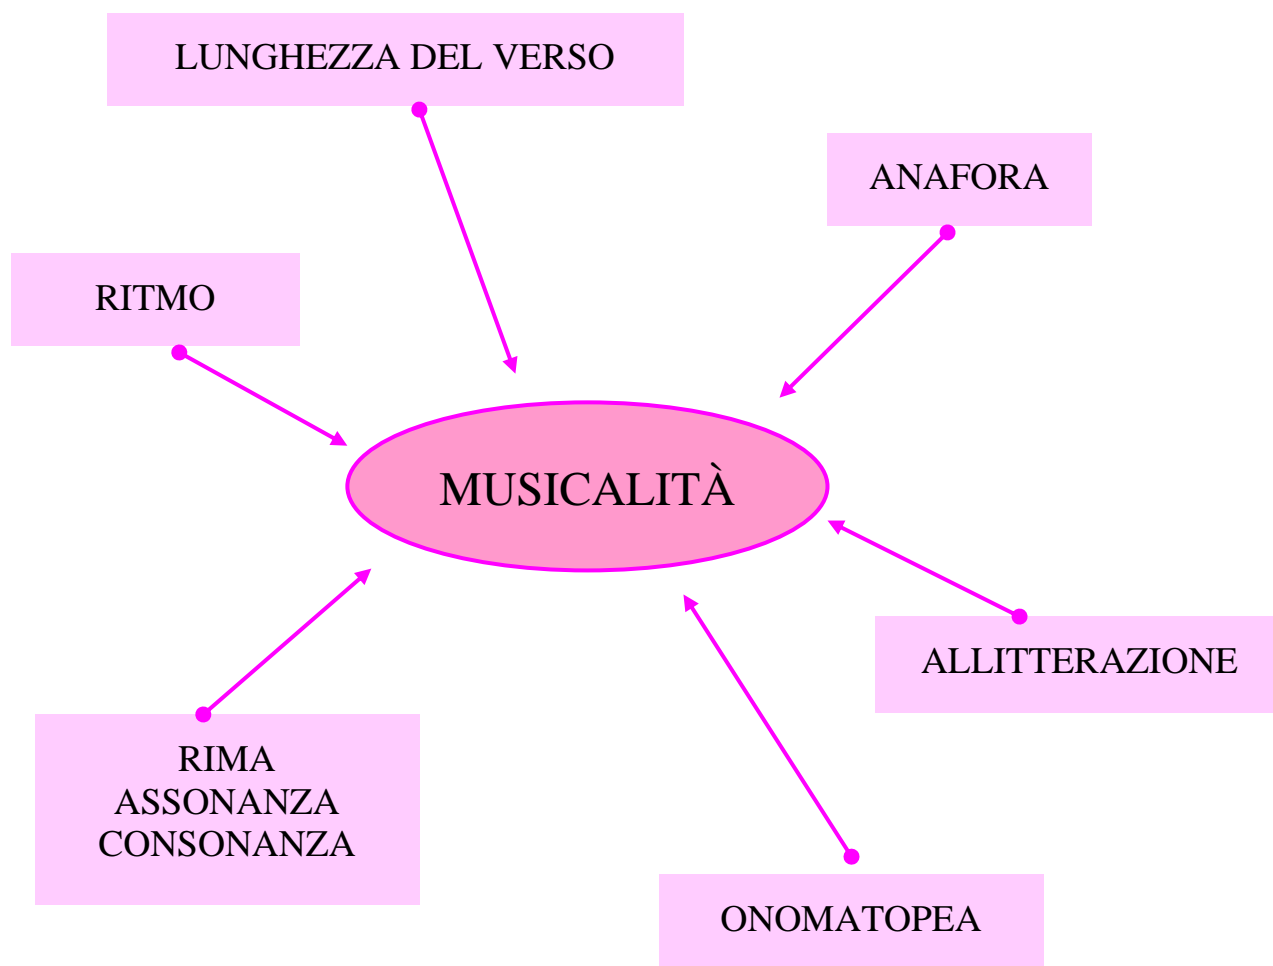 LUNGHEZZA DEL VERSO
ANAFORA
RITMO
MUSICALITÀ
ALLITTERAZIONE
RIMA
ASSONANZA
CONSONANZA
ONOMATOPEA